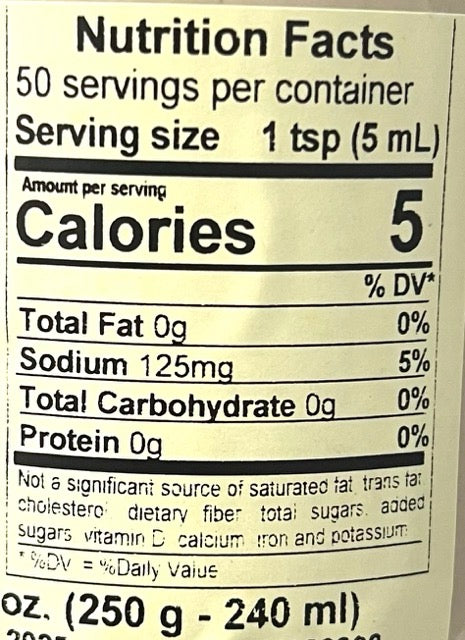 Nutrition Facts
50 servings per container
Serving size 1 tsp (5 mL)
Amount per serving
Calories 5
% DV*
Total Fat 0g 0%
Sodium 125mg 5%
Total Carbohydrate 0g 0%
Protein 0g 0%
Not a significant source of saturated fat trans fat
cholestero dietary fiber total sugars. added
sugars vitamin D calcium iron and potassium
* %DV = %Daily Value
oz. (250 g - 240 ml)